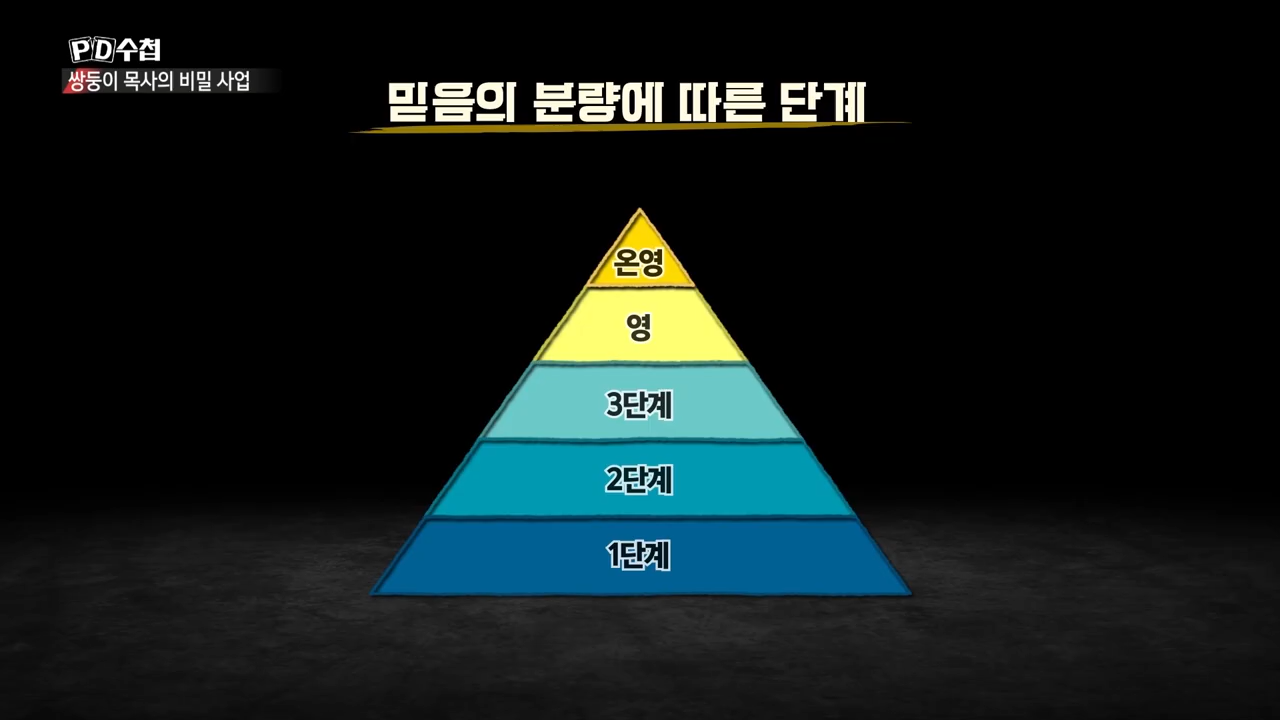 PD수첩
쌍둥이 목사의 비밀 사업
믿음의 분량에 따른 단계
온영
영
3단계
2단계
1단계